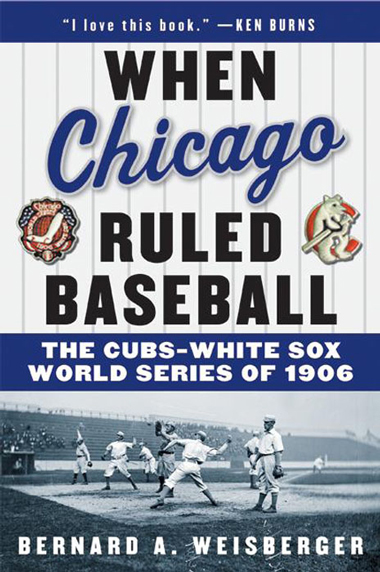 "I love this book." —KEN BURNS
WHEN
Chicago
RULED
BASEBALL
THE CUBS–WHITE SOX
WORLD SERIES OF 1906
BERNARD A. WEISBERGER